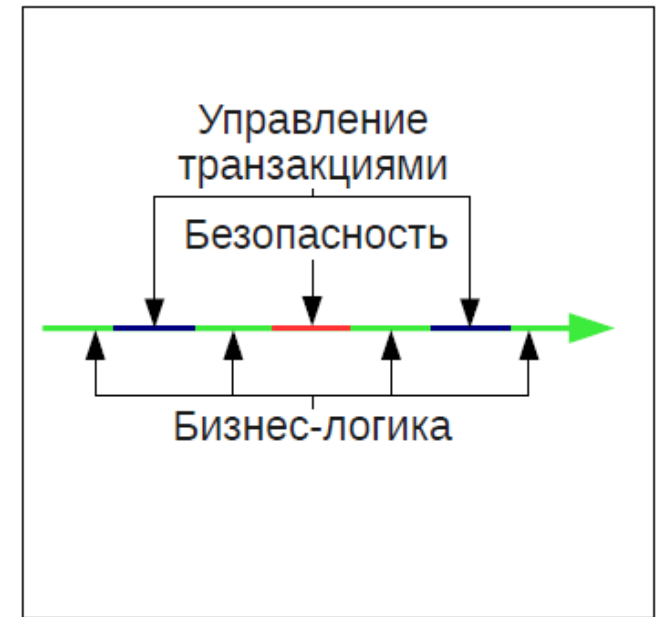 Управление
транзакциями
Безопасность
Бизнес-логика